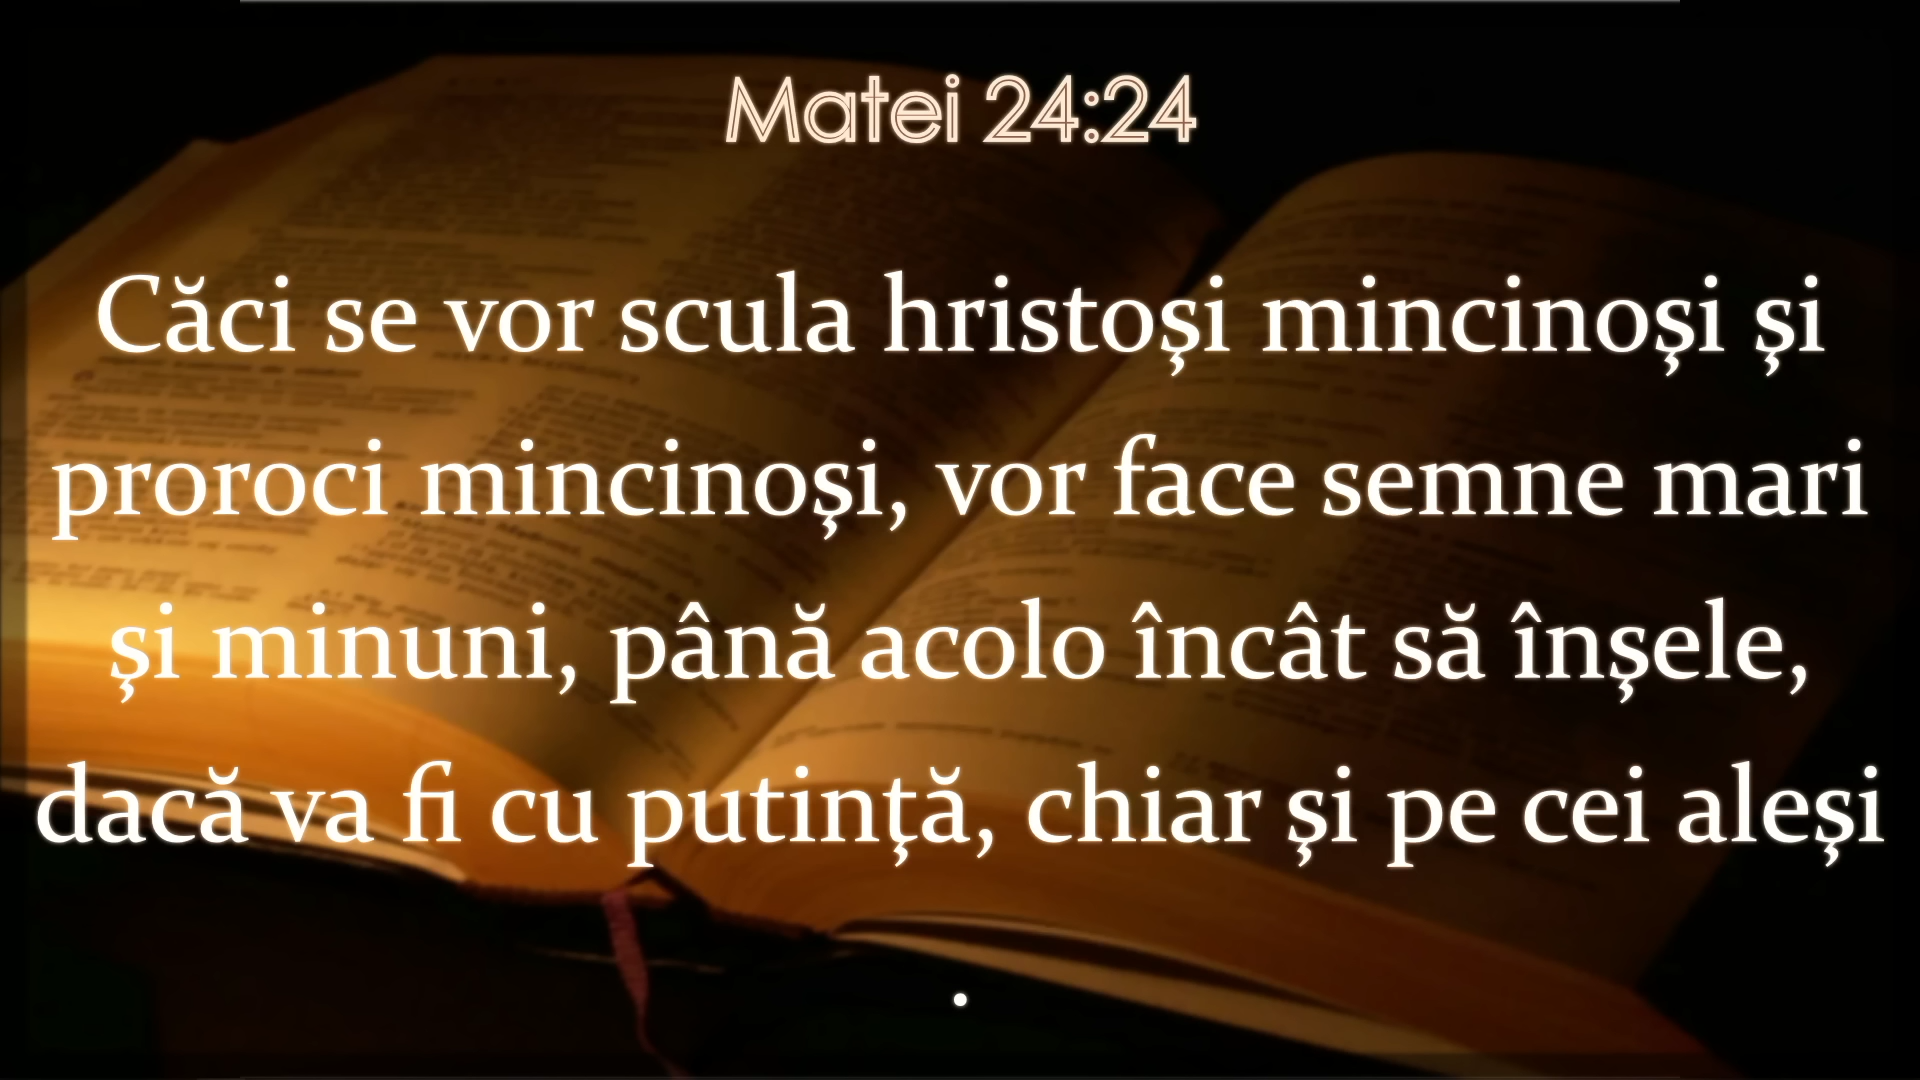 Matei 24:24
Căci se vor scula hristoşi mincinoşi şi
proroci mincinoşi, vor face semne mari
şi minuni, până acolo încât să înşele,
dacă va fi cu putinţă, chiar şi pe cei aleşi
.